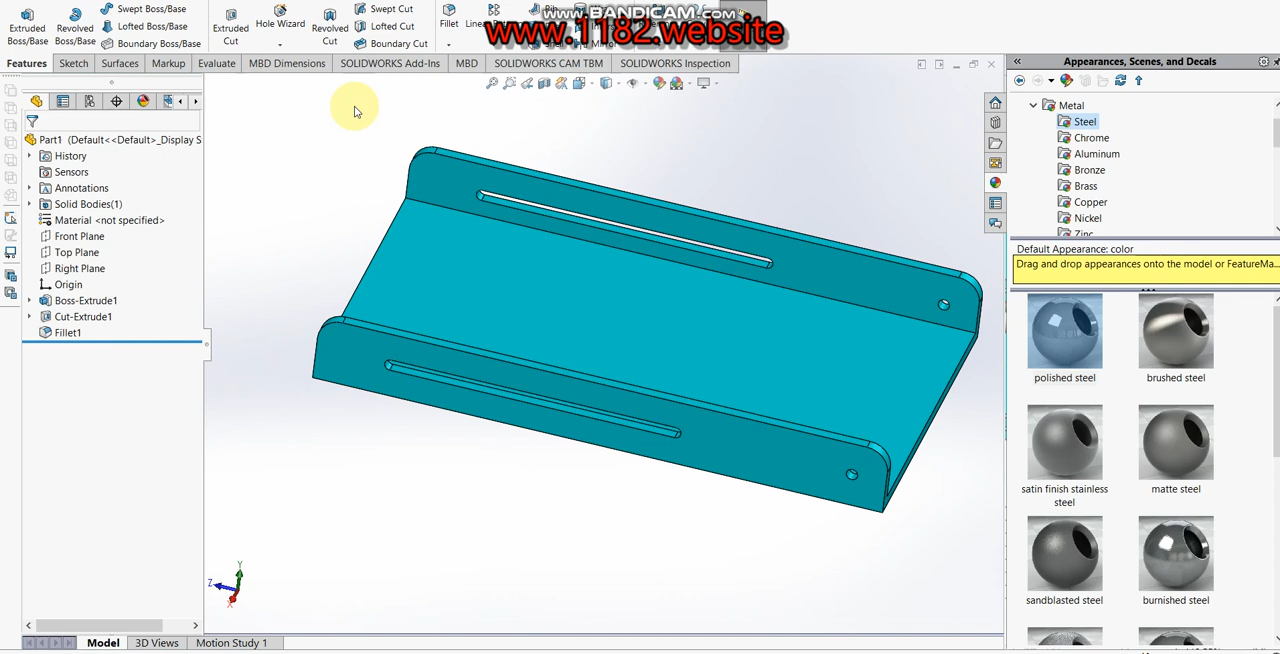 www.BANDICAM.com
www.1182.website
Extruded
Boss/Base
Revolved
Boss/Base
Swept Boss/Base
Lofted Boss/Base
Boundary Boss/Base
Extruded
Cut
Hole Wizard
Revolved
Cut
Swept Cut
Lofted Cut
Boundary Cut
Fillet
Features
Sketch
Surfaces
Markup
Evaluate
MBD Dimensions
SOLIDWORKS Add-Ins
MBD
SOLIDWORKS CAM TBM
SOLIDWORKS Inspection
Part1 (Default<<Default>_Display S
History
Sensors
Annotations
Solid Bodies(1)
Material <not specified>
Front Plane
Top Plane
Right Plane
Origin
Boss-Extrude1
Cut-Extrude1
Fillet1
Y
Z
X
Model
3D Views
Motion Study 1
Appearances, Scenes, and Decals
Metal
Steel
Chrome
Aluminum
Bronze
Brass
Copper
Nickel
Zinc
Default Appearance: color
Drag and drop appearances onto the model or FeatureMa...
polished steel
brushed steel
satin finish stainless
steel
matte steel
sandblasted steel
burnished steel